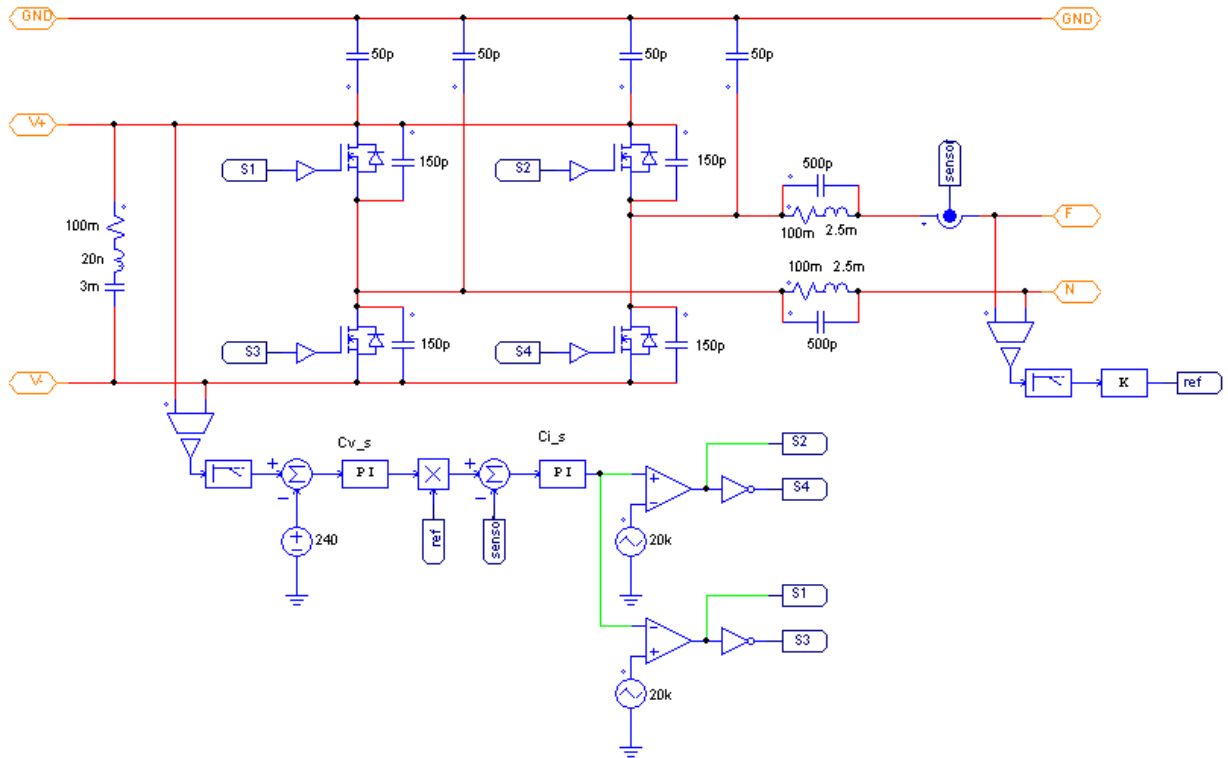 GND
GND
50p
50p
50p
50p
V+
S1
150p
S2
150p
sensor
500p
100m
2.5m
F
100m
20n
3m
100m
2.5m
N
500p
S3
150p
S4
150p
V-
K
ref
Cv_s
Ci_s
+
Σ
−
PI
+
Σ
−
PI
ref
senso
+
−
240
+
−
20k
S2
S4
−
+
20k
S1
S3